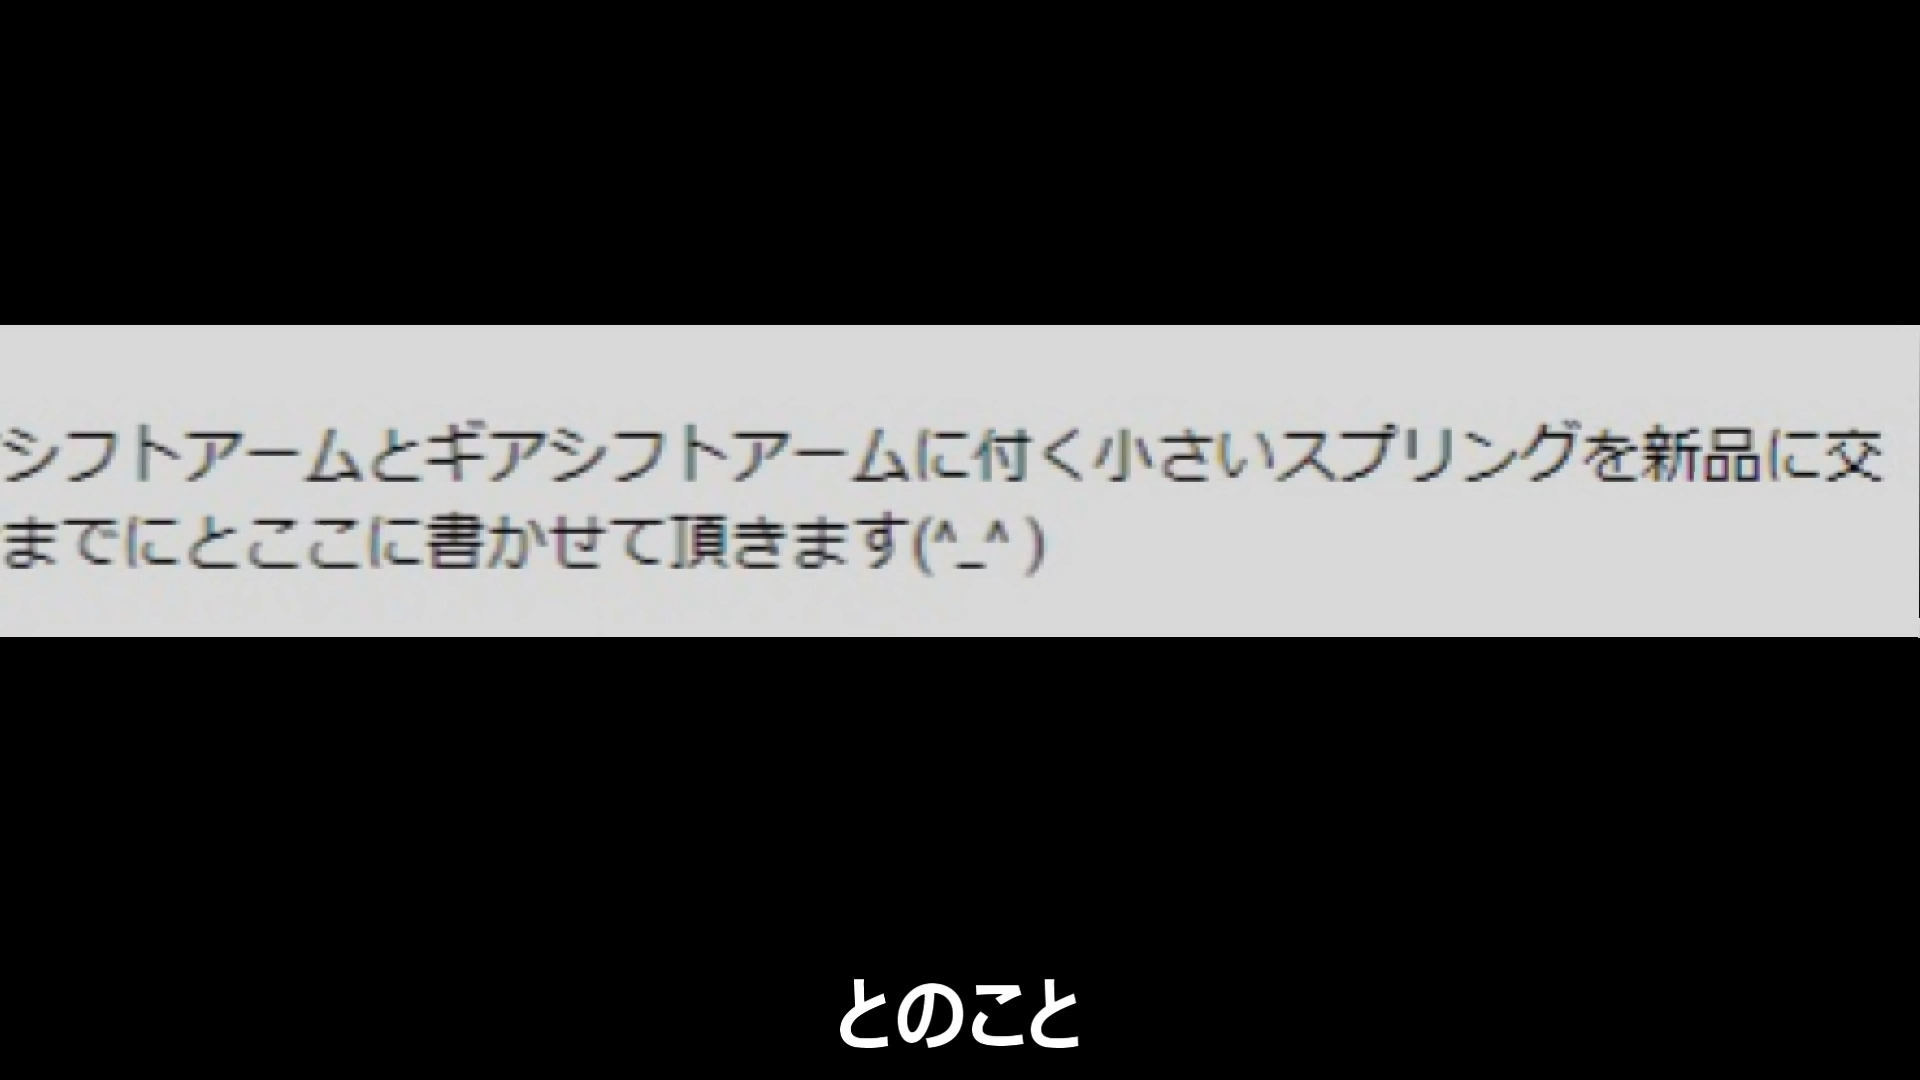 シフトアームとギアシフトアームに付く小さいスプリングを新品に交
までにとここに書かせて頂きます(^_^ )
とのこと